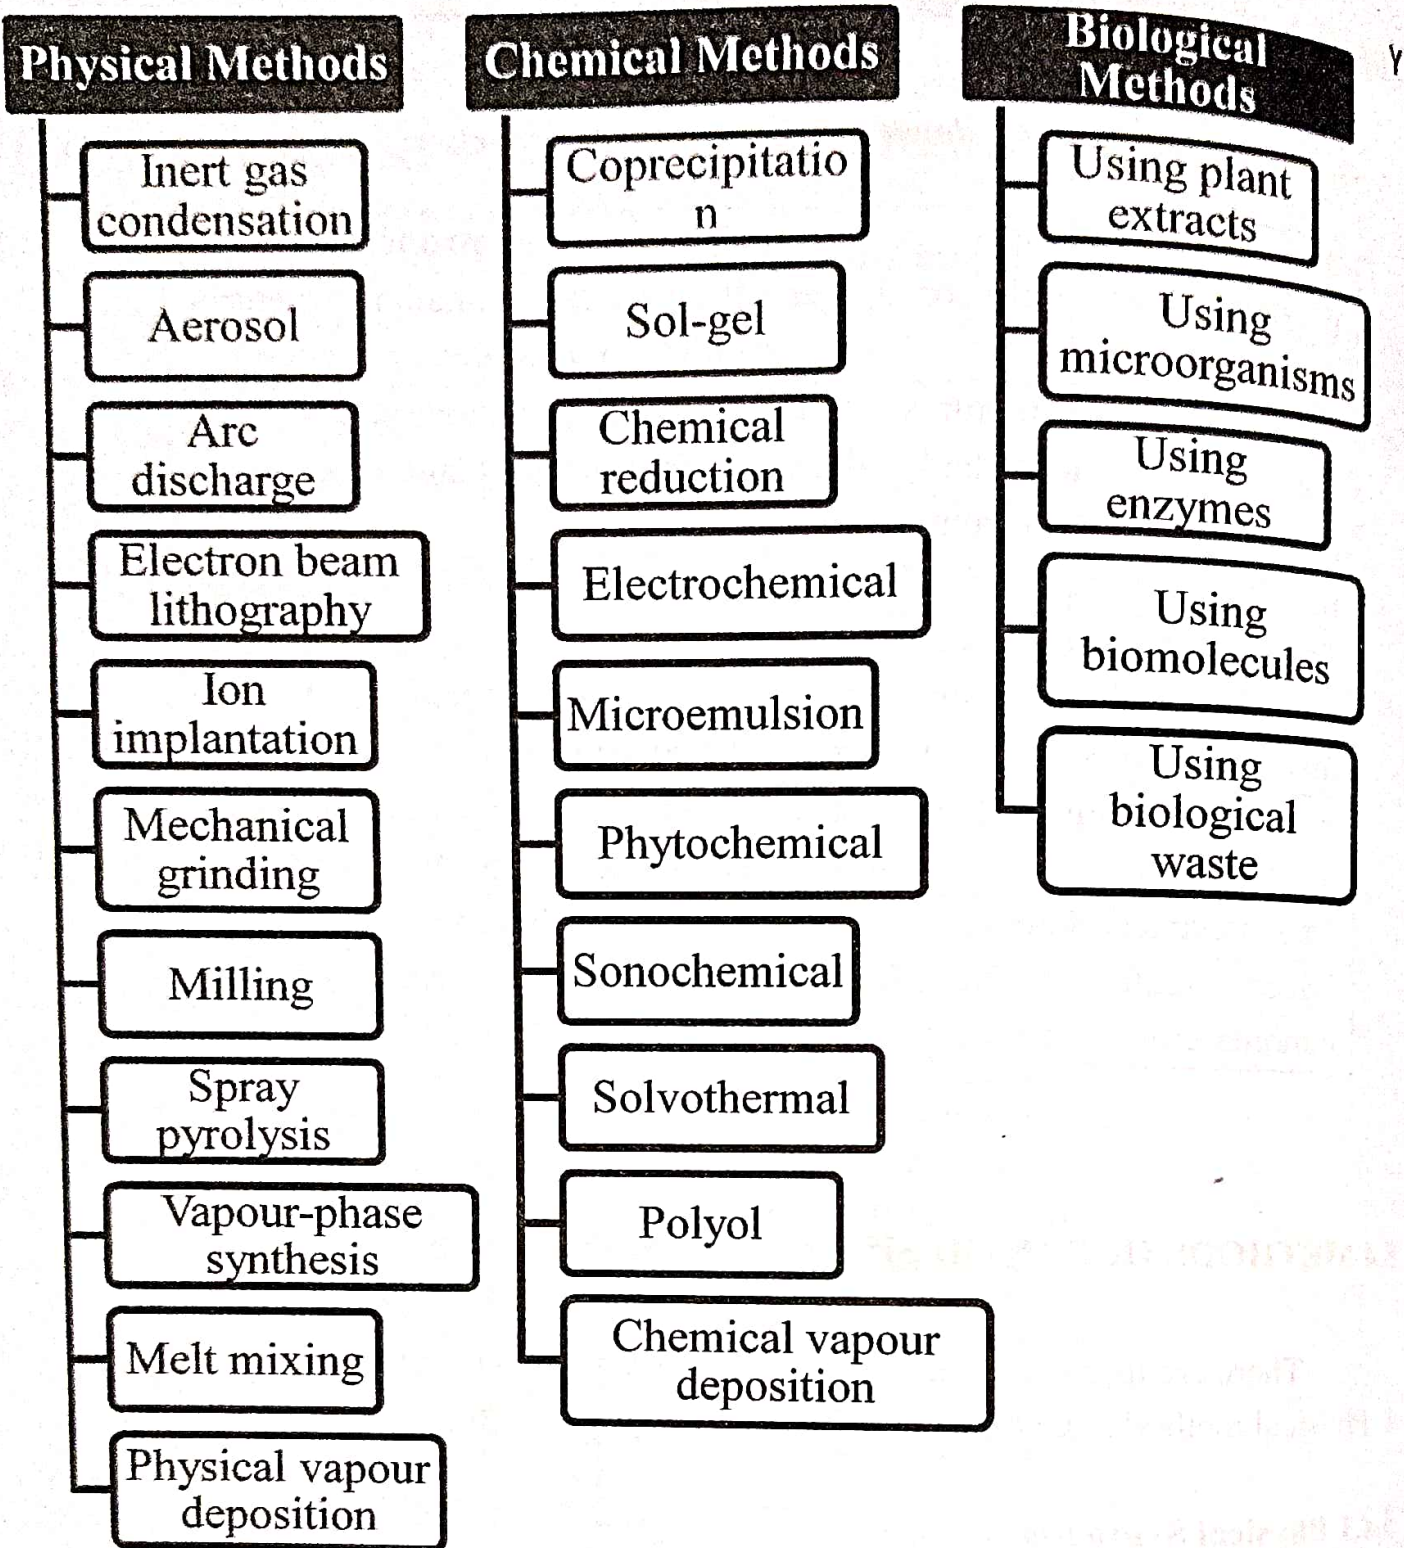 Physical Methods
Inert gas
condensation
Aerosol
Arc
discharge
Electron beam
lithography
Ion
implantation
Mechanical
grinding
Milling
Spray
pyrolysis
Vapour-phase
synthesis
Melt mixing
Physical vapour
deposition
Chemical Methods
Coprecipitatio
n
Sol-gel
Chemical
reduction
Electrochemical
Microemulsion
Phytochemical
Sonochemical
Solvothermal
Polyol
Chemical vapour
deposition
Biological
Methods
Using plant
extracts
Using
microorganisms
Using
enzymes
Using
biomolecules
Using
biological
waste
Y